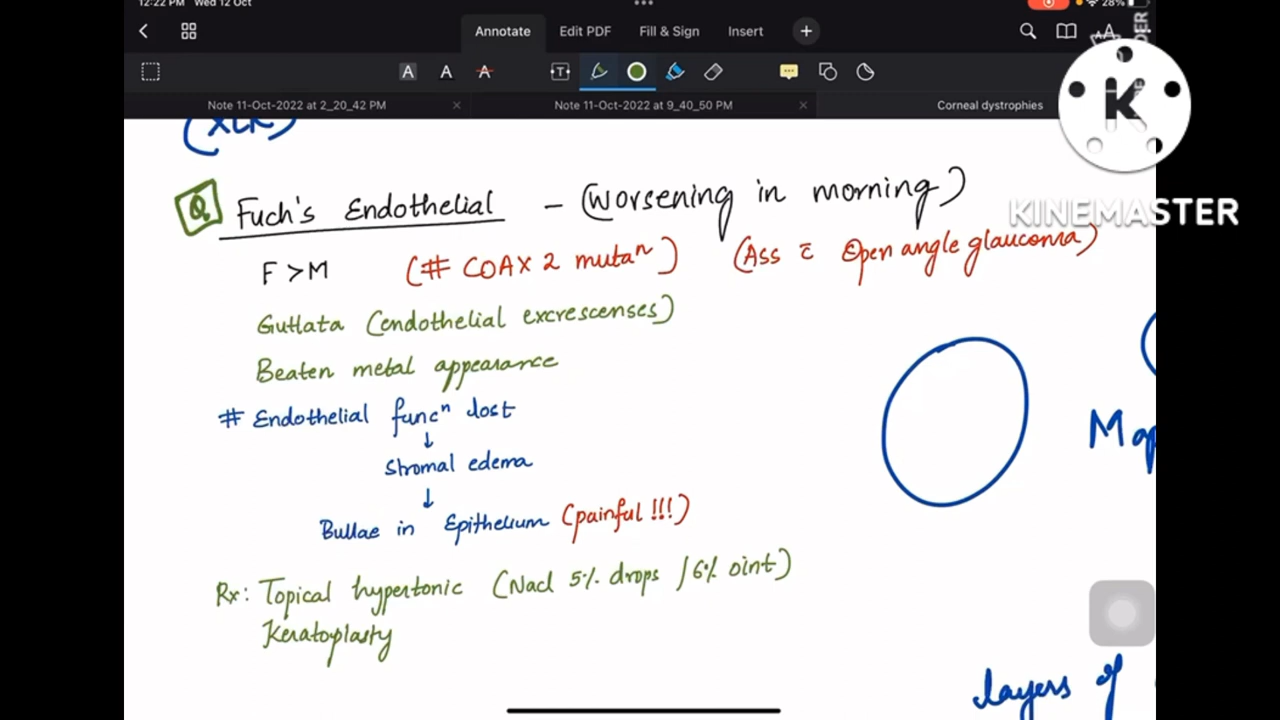 12:22 PM Wed 12 Oct
28%
Annotate Edit PDF Fill & Sign Insert
Note 11-Oct-2022 at 2_20_42 PM
Note 11-Oct-2022 at 9_40_50 PM
Corneal dystrophies
KINEMASTER
(XLR)
Q Fuch's Endothelial - (Worsening in morning)
F > M (# COAX 2 mutaⁿ) (Ass c̄ Open angle glaucoma)
Guttata (endothelial excrescenses)
Beaten metal appearance
# Endothelial funcⁿ lost
↓
Stromal edema
↓
Bullae in Epithelium (painful !!!)
Rx: Topical hypertonic (Nacl 5% drops / 6% oint)
Keratoplasty
layers of